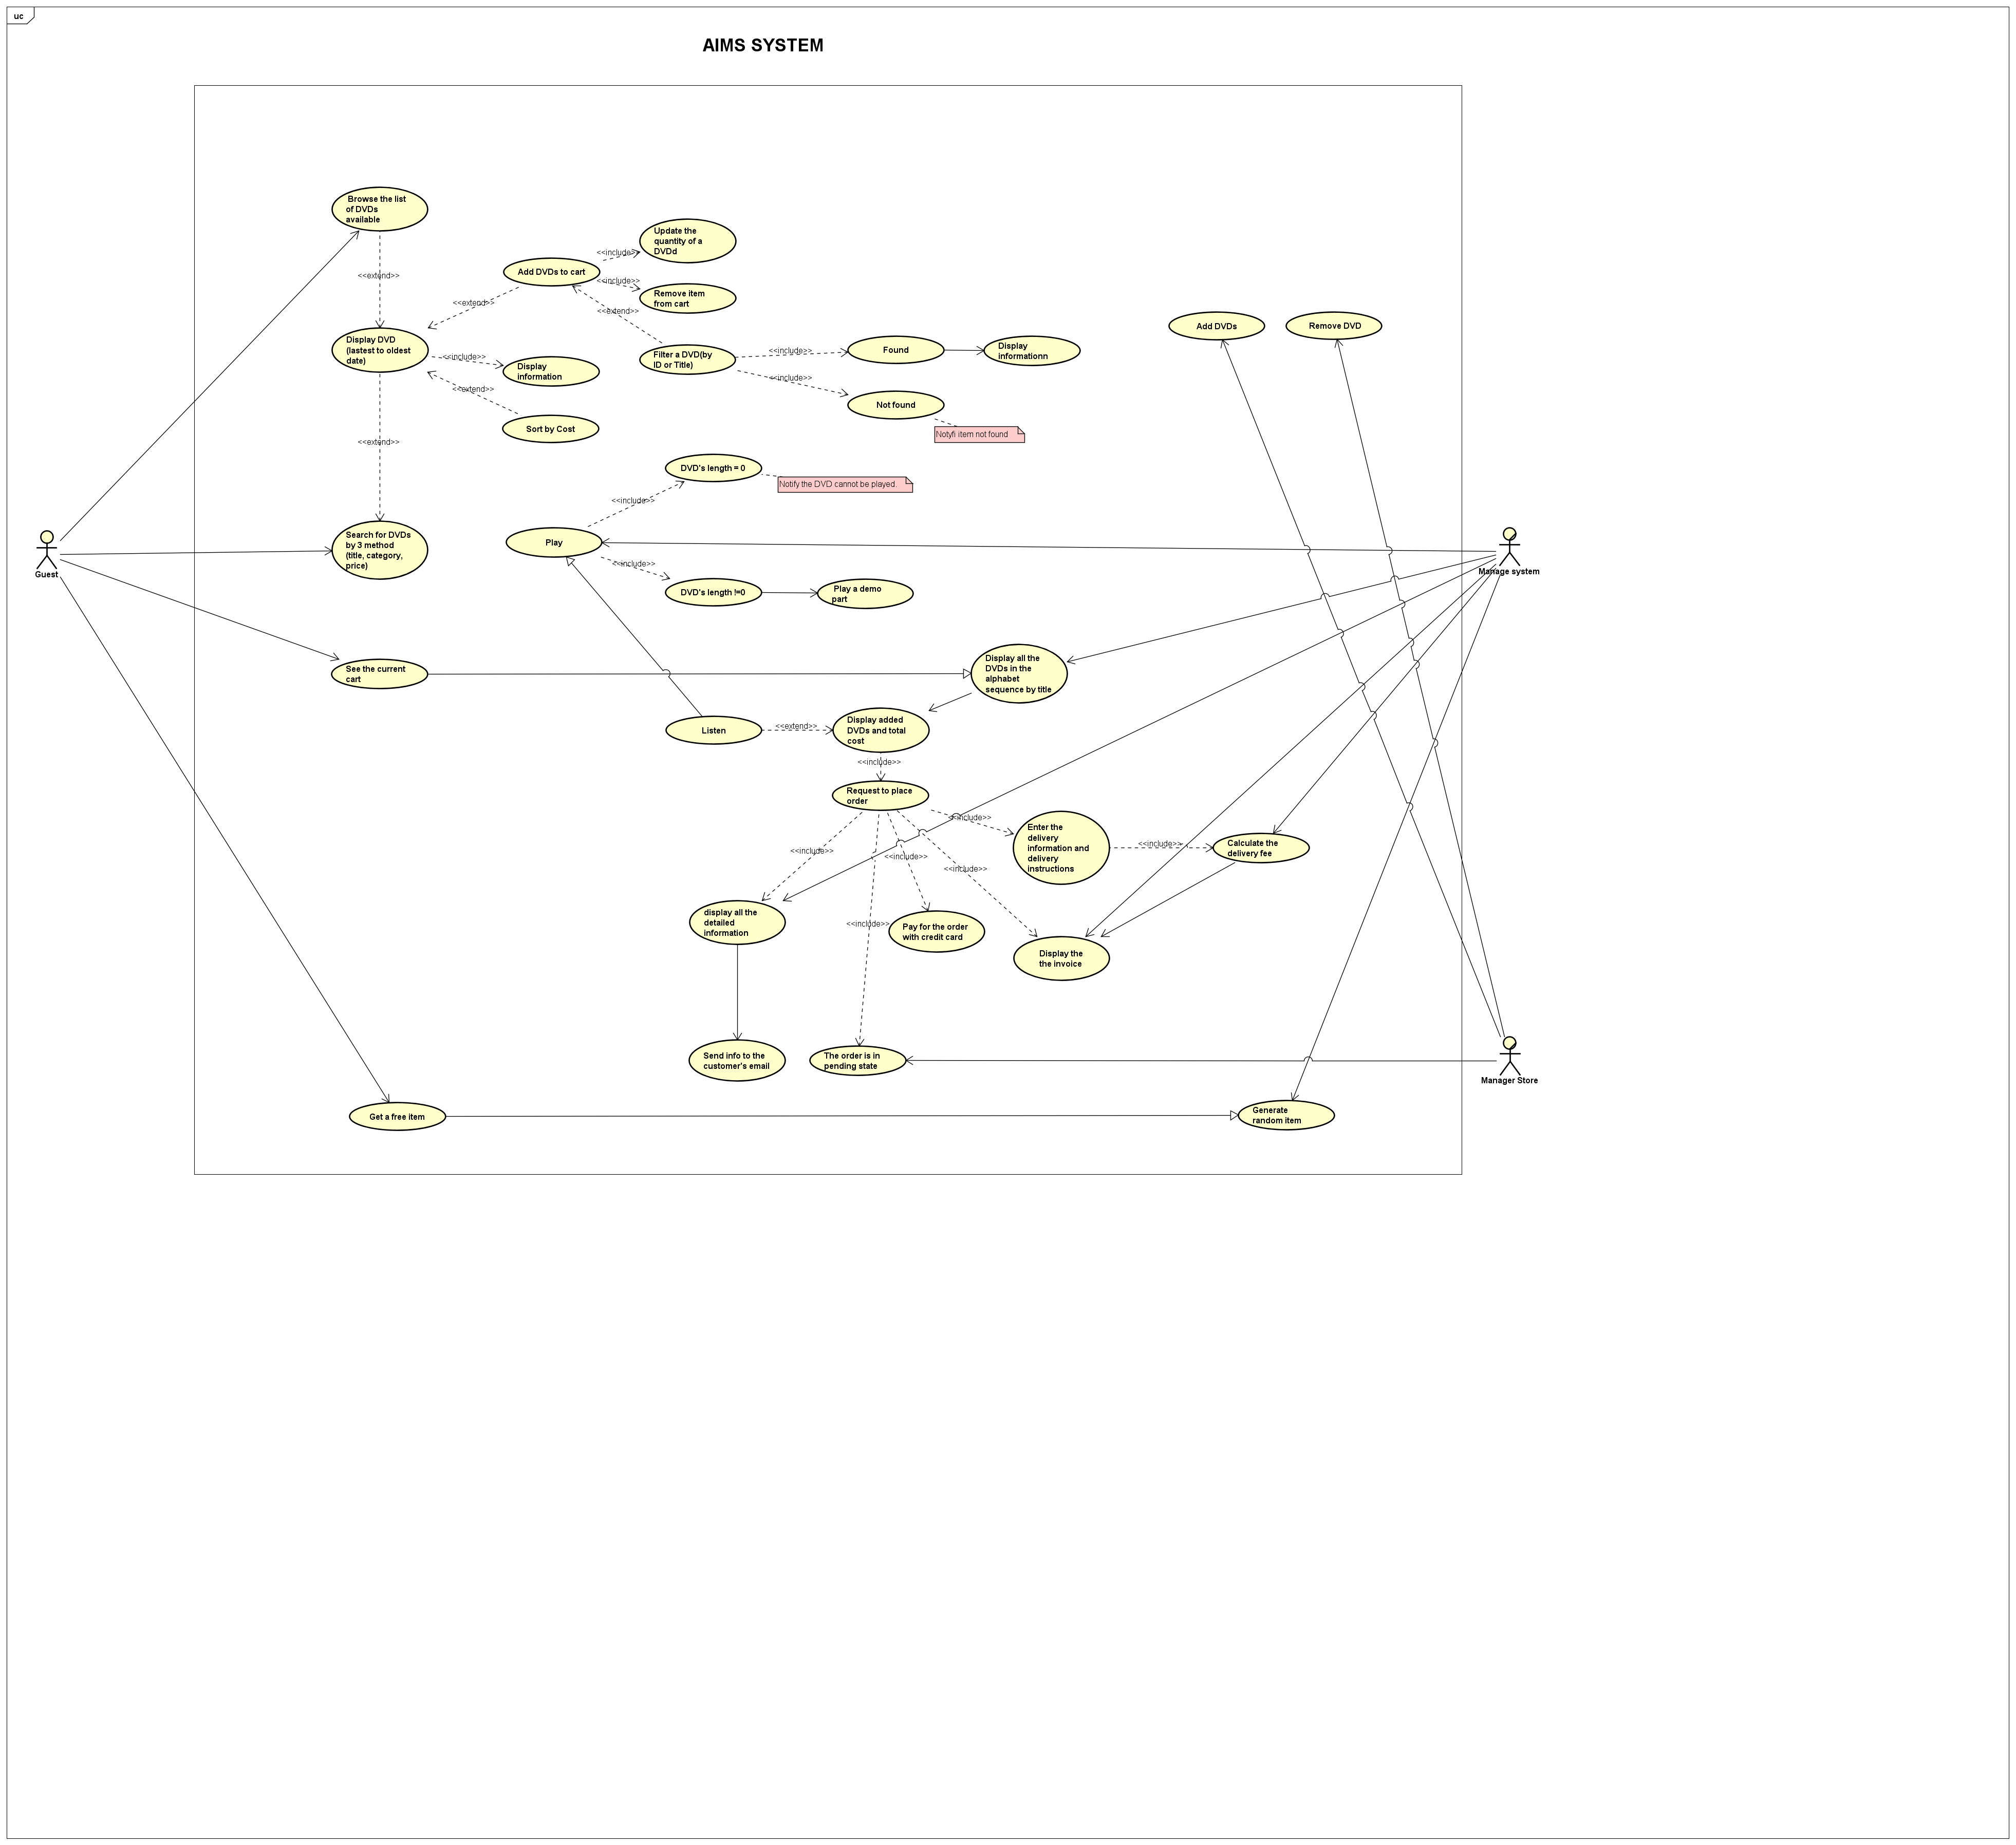 uc
AIMS SYSTEM
Browse the list
of DVDs
available
<<extend>>
Display DVD
(lastest to oldest
date)
<<extend>>
Search for DVDs
by 3 method
(title, category,
price)
Add DVDs to cart
<<include>>
Update the
quantity of a
DVDd
<<include>>
Remove item
from cart
<<extend>>
<<extend>>
<<include>>
Display
information
<<extend>>
Sort by Cost
Filter a DVD(by
ID or Title)
<<include>>
Found
Display
informationn
<<include>>
Not found
Notyfi item not found
Add DVDs
Remove DVD
DVD's length = 0
Notify the DVD cannot be played.
<<include>>
Play
<<include>>
DVD's length !=0
Play a demo
part
Guest
Manage system
See the current
cart
Display all the
DVDs in the
alphabet
sequence by title
Listen
<<extend>>
Display added
DVDs and total
cost
<<include>>
Request to place
order
<<include>>
Enter the
delivery
information and
delivery
instructions
<<include>>
Calculate the
delivery fee
<<include>>
<<include>>
<<include>>
<<include>>
display all the
detailed
information
Pay for the order
with credit card
Display the
the invoice
Send info to the
customer's email
The order is in
pending state
Manager Store
Get a free item
Generate
random item